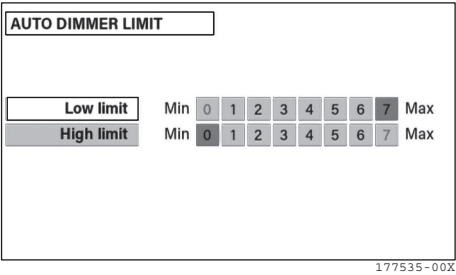 AUTO DIMMER LIMIT
Low limit Min 0 1 2 3 4 5 6 7 Max
High limit Min 0 1 2 3 4 5 6 7 Max
177535-00X